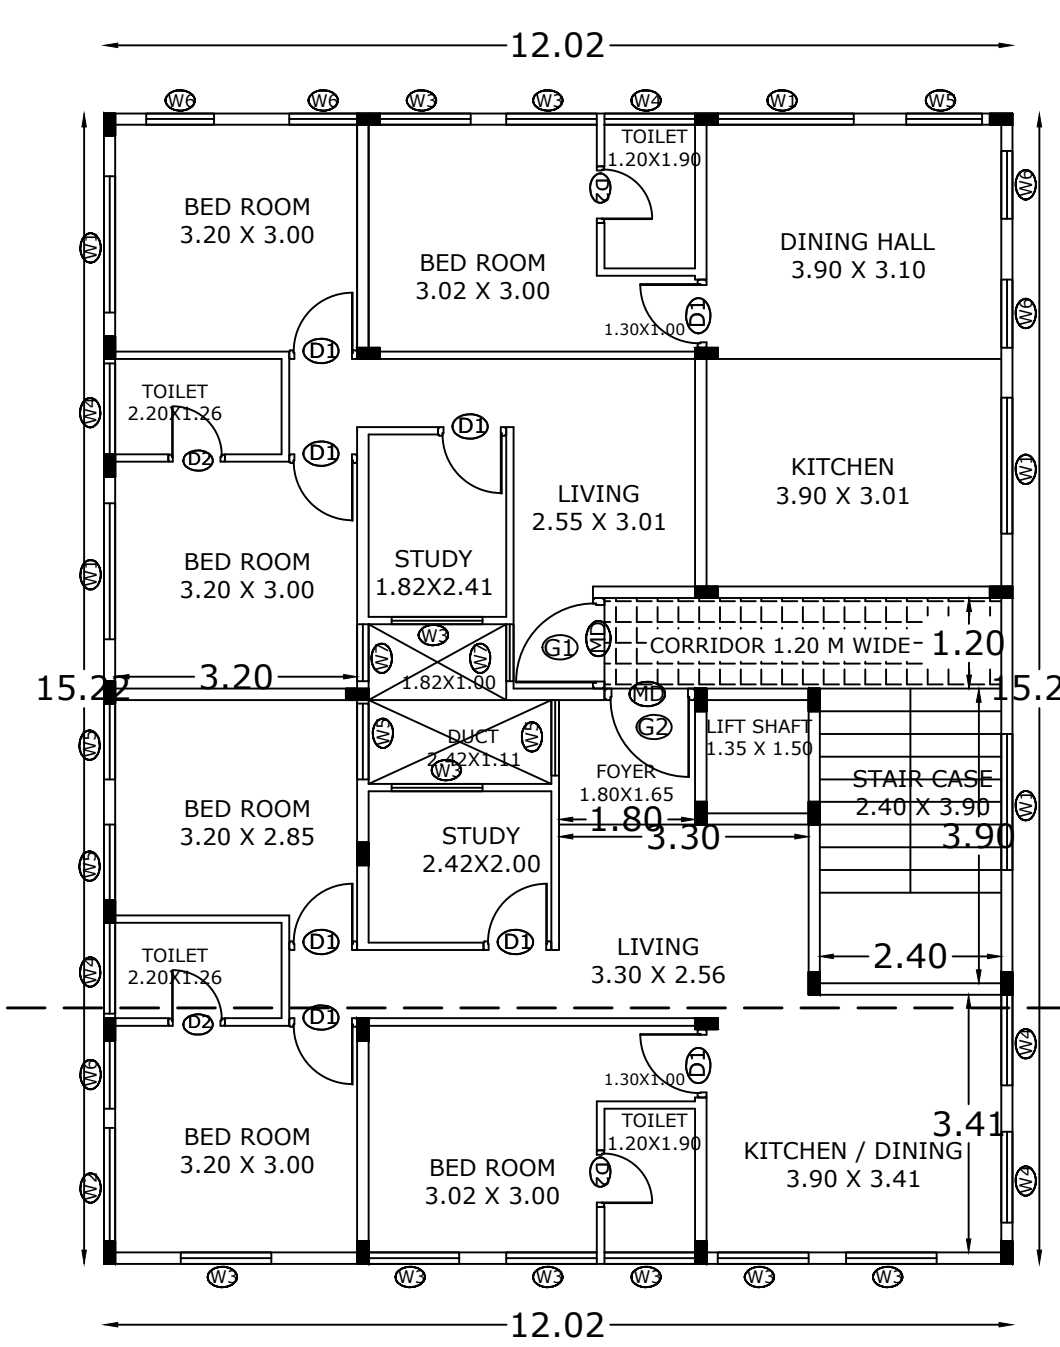 12.02
W6
W6
W3
W3
W4
W1
W5
TOILET
1.20X1.90
W6
D2
BED ROOM
3.20 X 3.00
W1
DINING HALL
3.90 X 3.10
BED ROOM
3.02 X 3.00
W6
D1
1.30X1.00
D1
TOILET
2.20X1.26
W4
D1
D1
D2
KITCHEN
3.90 X 3.01
W1
LIVING
2.55 X 3.01
BED ROOM
3.20 X 3.00
W1
STUDY
1.82X2.41
W3
MD
G1
CORRIDOR 1.20 M WIDE
1.20
W7
W7
1.82X1.00
3.20
15.22
15.2
MD
G2
LIFT SHAFT
1.35 X 1.50
W5
W5
W5
DUCT
2.42X1.11
W3
FOYER
1.80X1.65
STAIR CASE
2.40 X 3.90
W1
BED ROOM
3.20 X 2.85
1.80
3.30
3.90
STUDY
2.42X2.00
W5
D1
D1
LIVING
3.30 X 2.56
2.40
TOILET
2.20X1.26
W4
D2
D1
W4
D1
W6
1.30X1.00
TOILET
1.20X1.90
3.41
BED ROOM
3.20 X 3.00
BED ROOM
3.02 X 3.00
D2
KITCHEN / DINING
3.90 X 3.41
W2
W4
W3
W3
W3
W3
W3
W3
12.02